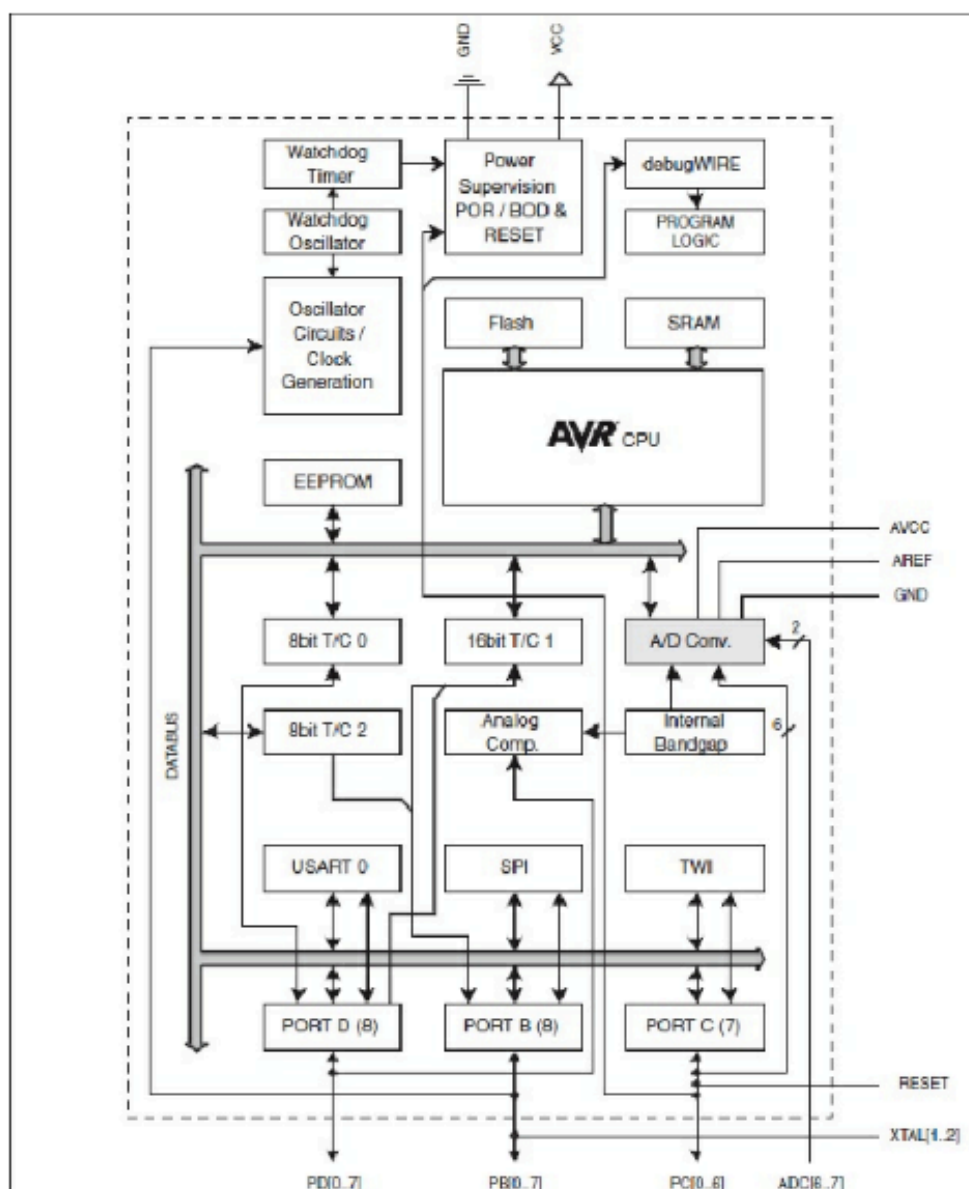 GND
VCC
Watchdog
Timer
Power
Supervision
POR / BOD &
RESET
debugWIRE
Watchdog
Oscillator
PROGRAM
LOGIC
Oscillator
Circuits /
Clock
Generation
Flash
SRAM
AVR CPU
EEPROM
AVCC
AREF
GND
8bit T/C 0
16bit T/C 1
A/D Conv.
2
DATABUS
8bit T/C 2
Analog
Comp.
Internal
Bandgap
6
USART 0
SPI
TWI
PORT D (8)
PORT B (8)
PORT C (7)
RESET
XTAL[1..2]
PD[0..7]
PB[0..7]
PC[0..6]
ADC[6..7]